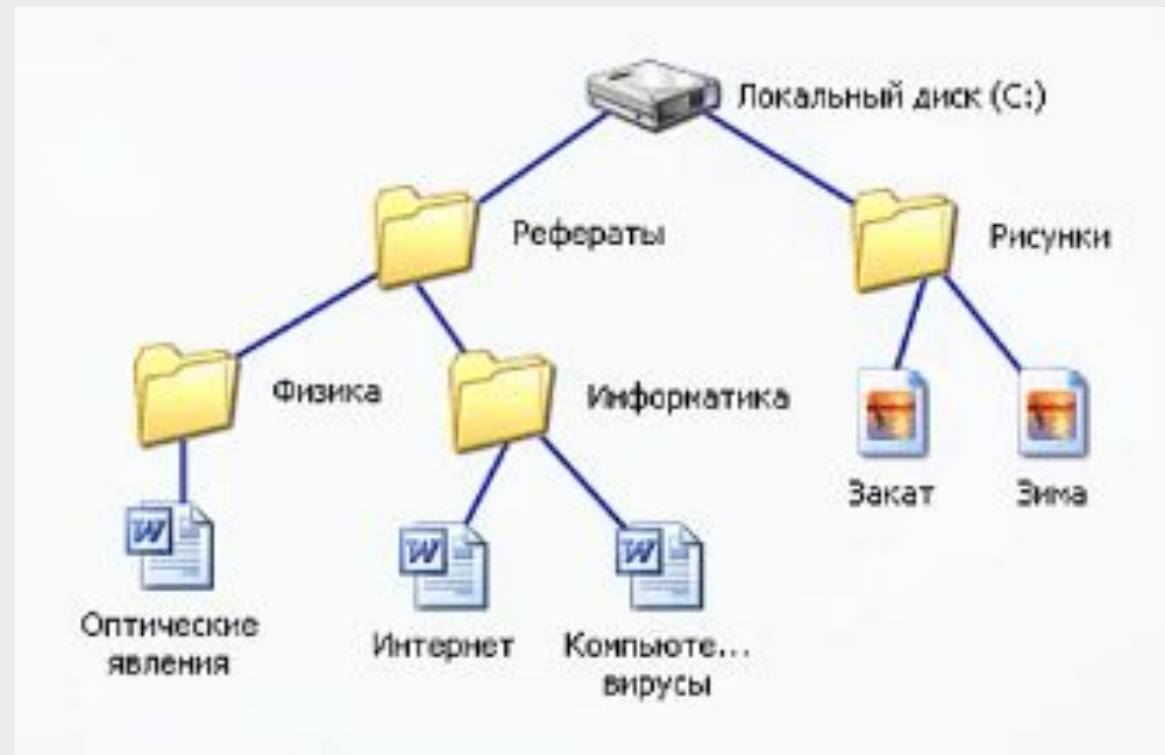 Локальный диск (C:)
Рефераты
Рисунки
Физика
Информатика
Закат
Зима
Оптические
явления
Интернет
Компьюте...
вирусы